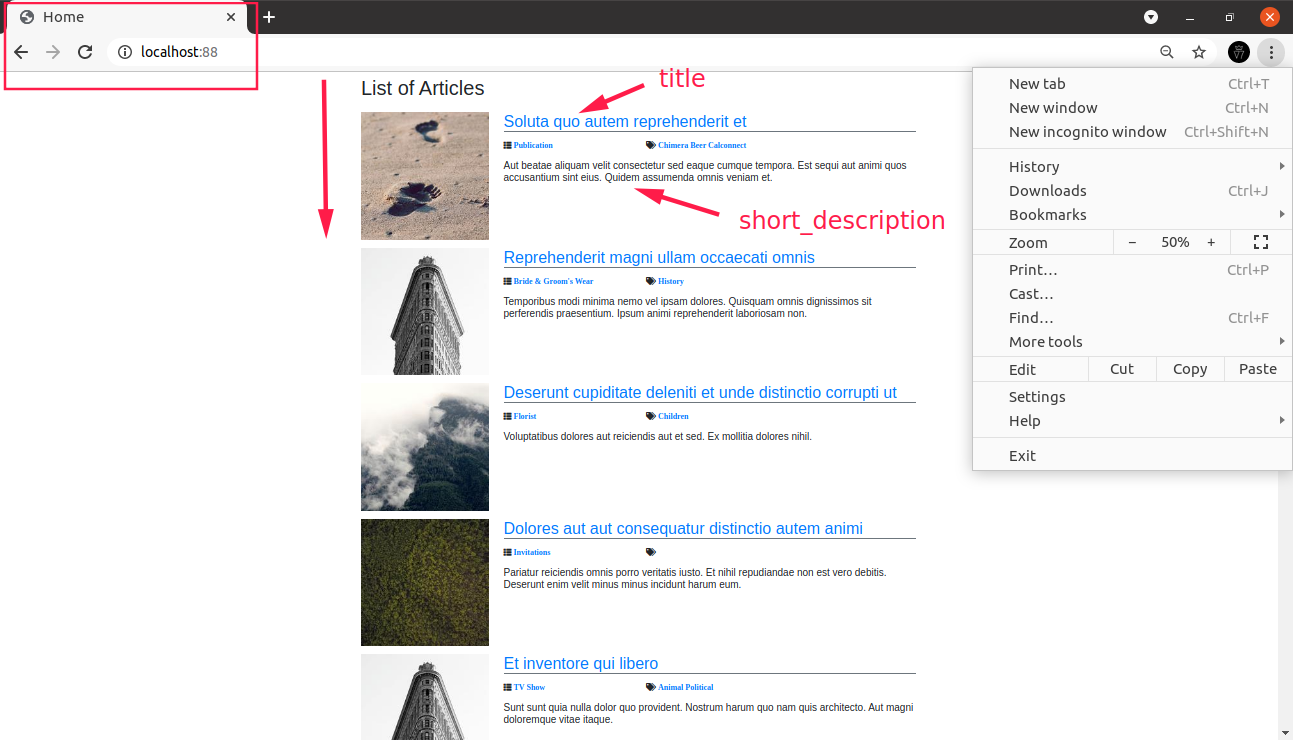 Home
localhost:88
title
List of Articles
Soluta quo autem reprehenderit et
Publication
Chimera Beer Calconnect
Aut beatae aliquam velit consectetur sed eaque cumque tempora. Est sequi aut animi quos
accusantium sint eius. Quidem assumenda omnis veniam et.
short_description
Reprehenderit magni ullam occaecati omnis
Bride & Groom's Wear
History
Temporibus modi minima nemo vel ipsam dolores. Quisquam omnis dignissimos sit
perferendis praesentium. Ipsum animi reprehenderit laboriosam non.
Deserunt cupiditate deleniti et unde distinctio corrupti ut
Florist
Children
Voluptatibus dolores aut reiciendis aut et sed. Ex mollitia dolores nihil.
Dolores aut aut consequatur distinctio autem animi
Invitations
Pariatur reiciendis omnis porro veritatis iusto. Et nihil repudiandae non est vero debitis.
Deserunt enim velit minus minus incidunt harum eum.
Et inventore qui libero
TV Show
Animal Political
Sunt sunt quia nulla dolor quo provident. Nostrum harum quo nam quis architecto. Aut magni
doloremque vitae itaque.
New tab Ctrl+T
New window Ctrl+N
New incognito window Ctrl+Shift+N
History
Downloads Ctrl+J
Bookmarks
Zoom − 50% +
Print… Ctrl+P
Cast…
Find… Ctrl+F
More tools
Edit Cut Copy Paste
Settings
Help
Exit